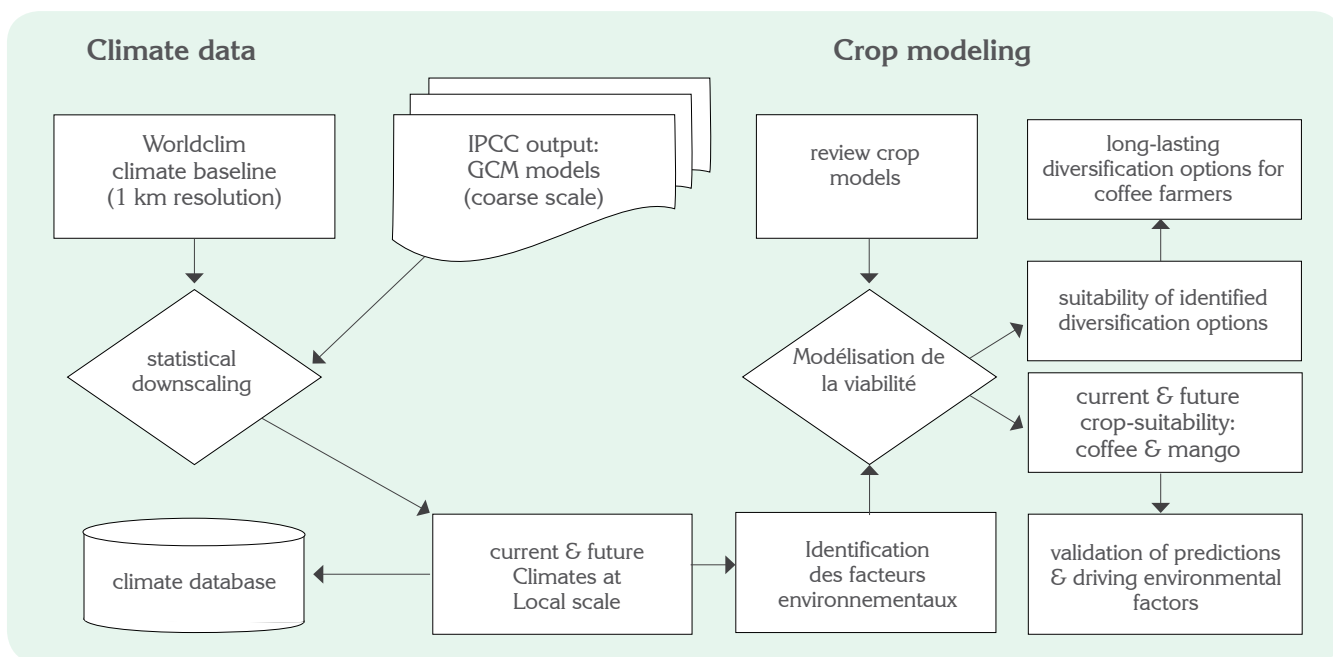 Climate data
Crop modeling
Worldclim
climate baseline
(1 km resolution)
IPCC output:
GCM models
(coarse scale)
review crop
models
long-lasting
diversification options for
coffee farmers
statistical
downscaling
Modélisation de
la viabilité
suitability of identified
diversification options
current & future
crop-suitability:
coffee & mango
climate database
current & future
Climates at
Local scale
Identification
des facteurs
environnementaux
validation of predictions
& driving environmental
factors